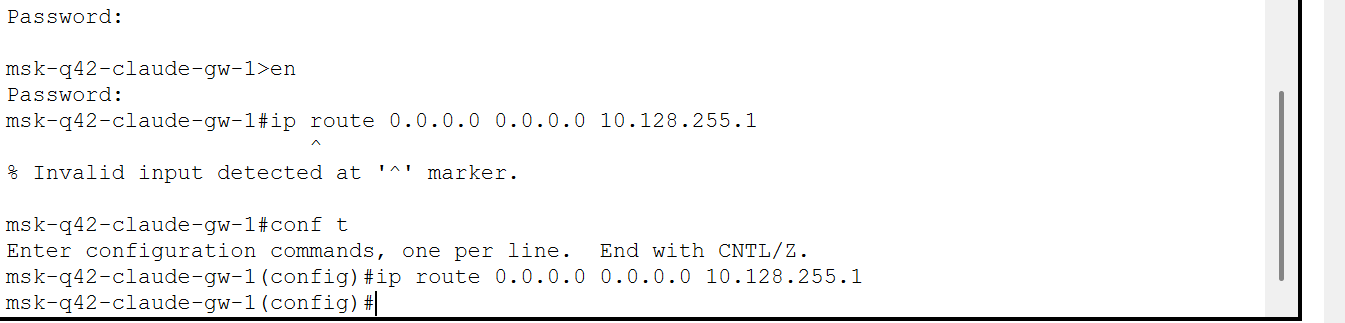 Password:
msk-q42-claude-gw-1>en
Password:
msk-q42-claude-gw-1#ip route 0.0.0.0 0.0.0.0 10.128.255.1
^
% Invalid input detected at '^' marker.
msk-q42-claude-gw-1#conf t
Enter configuration commands, one per line.  End with CNTL/Z.
msk-q42-claude-gw-1(config)#ip route 0.0.0.0 0.0.0.0 10.128.255.1
msk-q42-claude-gw-1(config)#